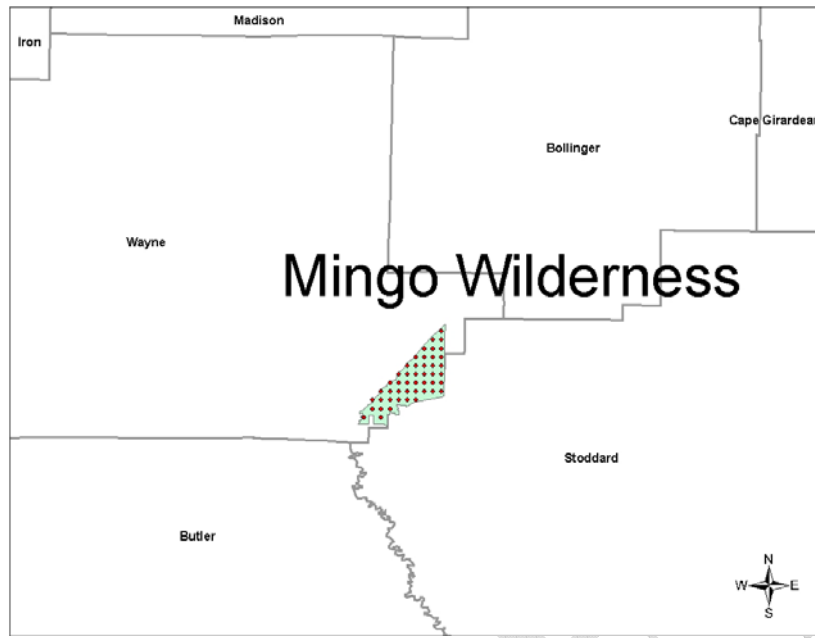 Madison
Iron
Cape Girardeau
Bollinger
Wayne
Mingo Wilderness
Stoddard
Butler
N
W E
S